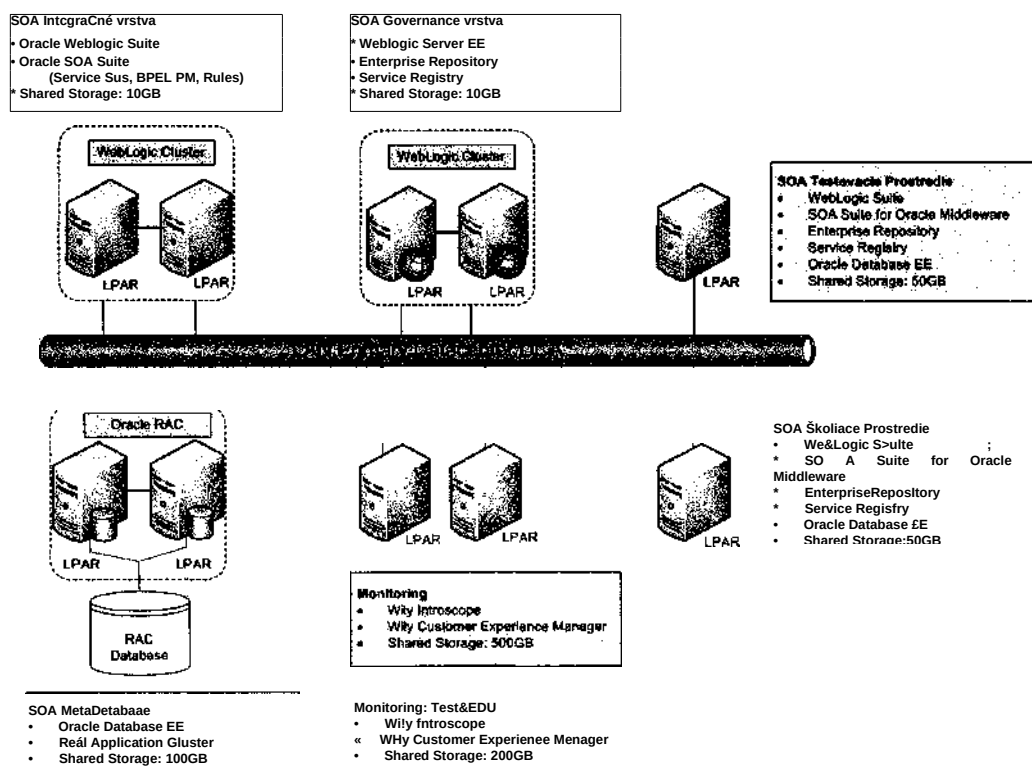 SOA IntcgraCné vrstva
• Oracle Weblogic Suite
• Oracle SOA Suite
(Service Sus, BPEL PM, Rules)
* Shared Storage: 10GB
SOA Governance vrstva
* Weblogic Server EE
• Enterprise Repository
• Service Registry
* Shared Storage: 10GB
WebLogic Cluster
LPAR
LPAR
WebLogic Cluster
LPAR
LPAR
LPAR
SOA Testovacie Prostredie
• WebLogic Suite
• SOA Suite for Oracle Middleware
• Enterprise Repository
• Service Registry
• Oracle Database EE
• Shared Storage: 50GB
Oracle RAC
LPAR
LPAR
RAC
Database
LPAR
LPAR
LPAR
SOA Školiace Prostredie
• We&Logic S>ulte ;
* SO A Suite for Oracle
Middleware
* EnterpriseReposltory
* Service Regisfry
• Oracle Database £E
• Shared Storage:50GB
Monitoring
• Wily Introscope
• Wily Customer Experience Manager
• Shared Storage: 500GB
SOA MetaDetabaae
• Oracle Database EE
• Reál Application Gluster
• Shared Storage: 100GB
Monitoring: Test&EDU
• Wi!y fntroscope
« WHy Customer Experienee Menager
• Shared Storage: 200GB